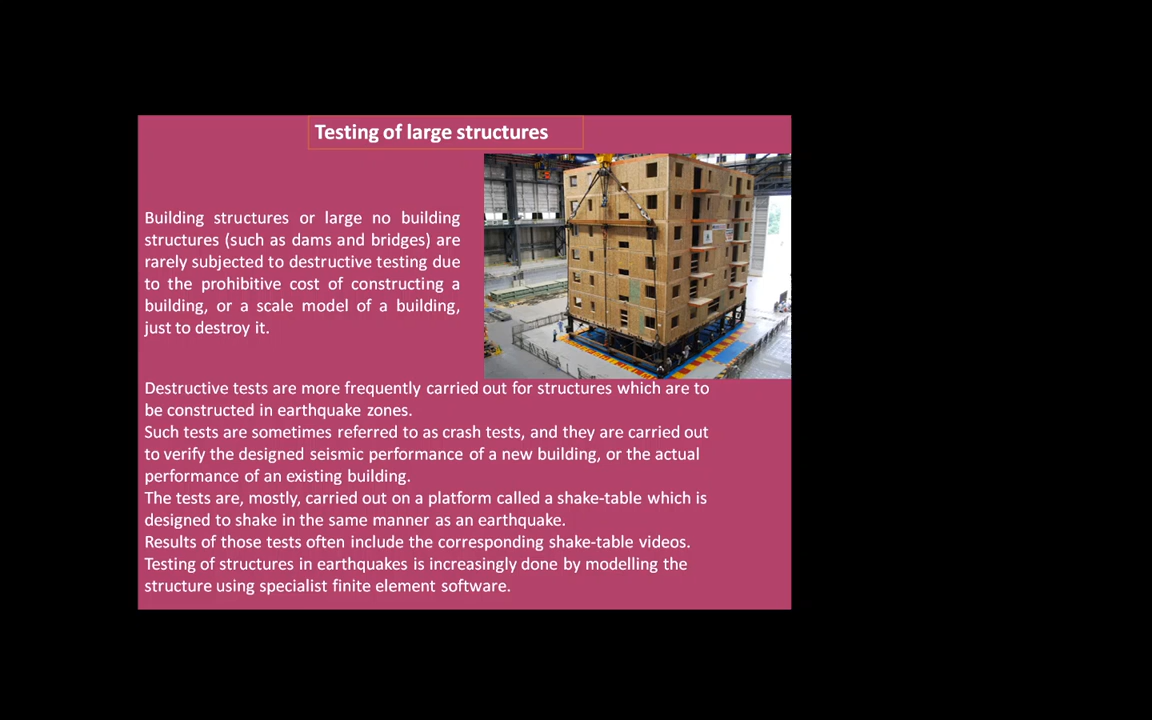 Testing of large structures
Building structures or large no building
structures (such as dams and bridges) are
rarely subjected to destructive testing due
to the prohibitive cost of constructing a
building, or a scale model of a building,
just to destroy it.
Destructive tests are more frequently carried out for structures which are to
be constructed in earthquake zones.
Such tests are sometimes referred to as crash tests, and they are carried out
to verify the designed seismic performance of a new building, or the actual
performance of an existing building.
The tests are, mostly, carried out on a platform called a shake-table which is
designed to shake in the same manner as an earthquake.
Results of those tests often include the corresponding shake-table videos.
Testing of structures in earthquakes is increasingly done by modelling the
structure using specialist finite element software.